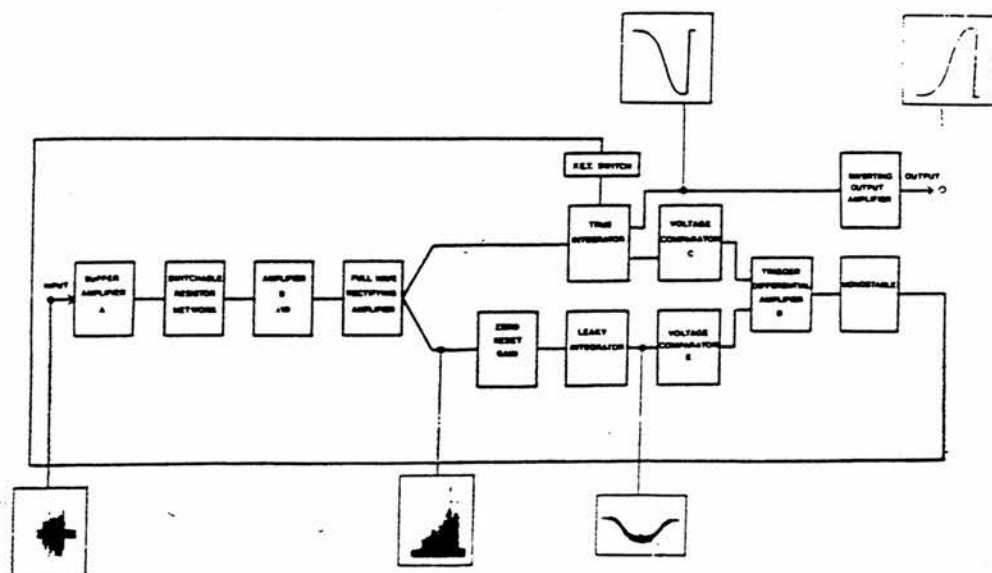 F.E.T. SWITCH
INPUT
BUFFER
AMPLIFIER
A
SWITCHABLE
RESISTOR
NETWORK
AMPLIFIER
B
x10
FULL WAVE
RECTIFYING
AMPLIFIER
TRUE
INTEGRATOR
VOLTAGE
COMPARATOR
C
ZERO
RESET
GAIN
LEAKY
INTEGRATOR
VOLTAGE
COMPARATOR
E
TRIGGER
DIFFERENTIAL
AMPLIFIER
D
MONOSTABLE
INVERTING
OUTPUT
AMPLIFIER
OUTPUT